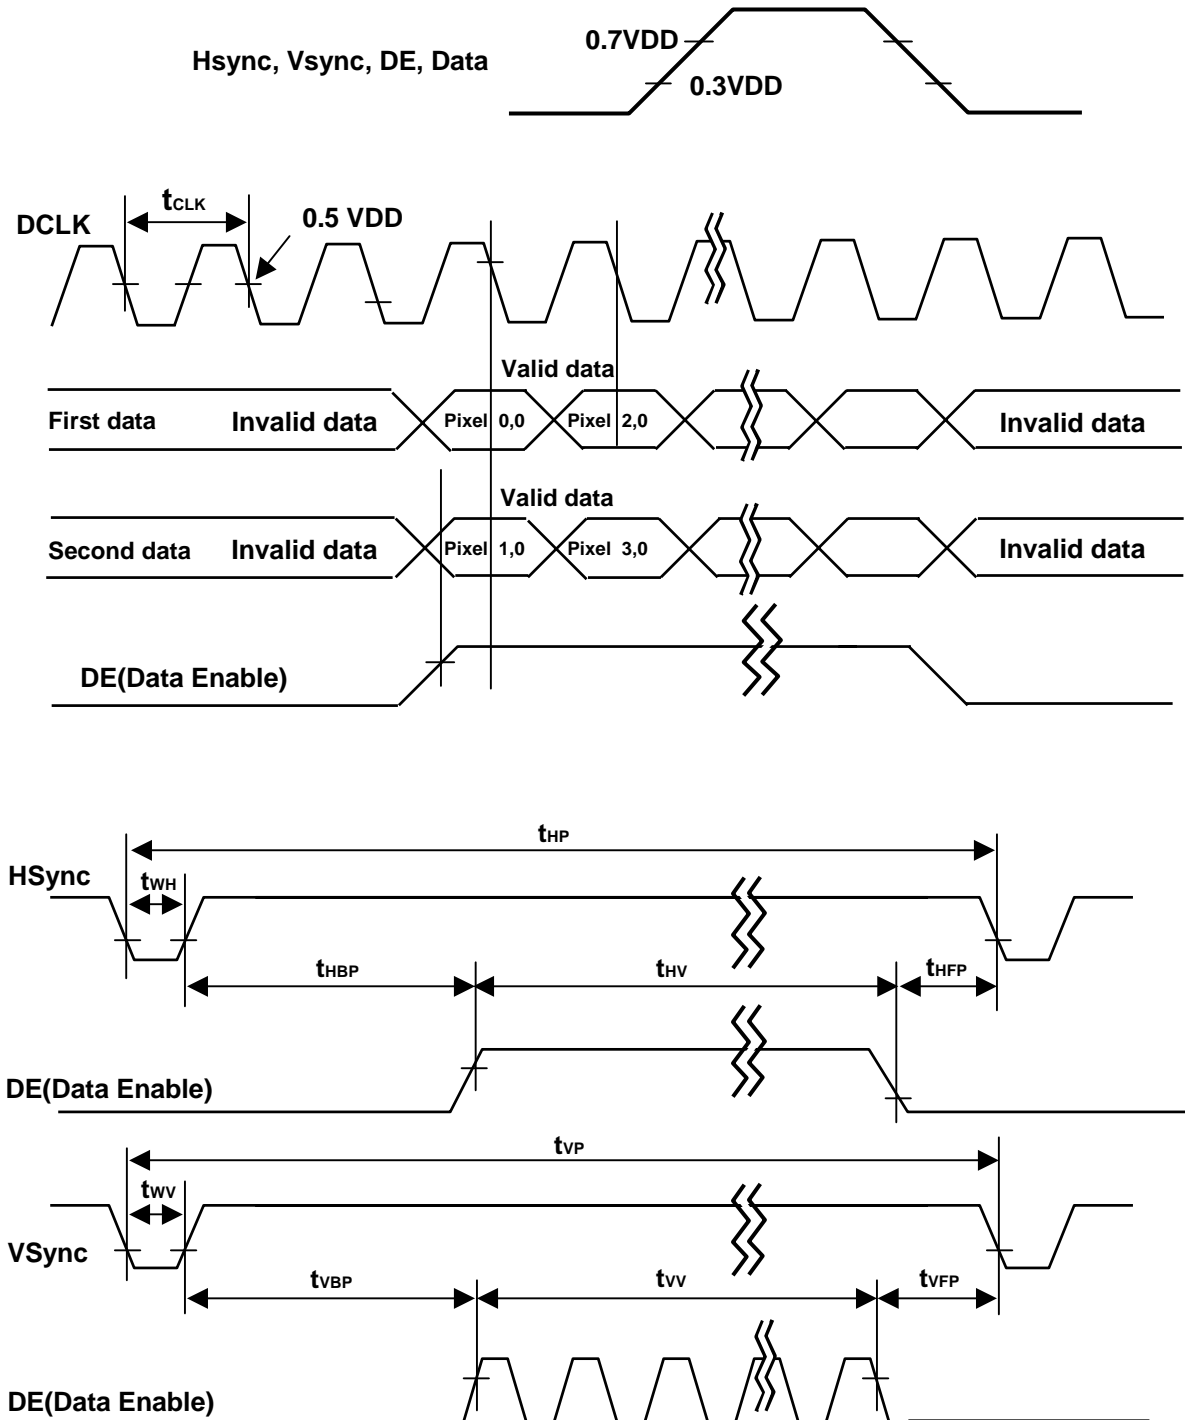 0.7VDD
Hsync, Vsync, DE, Data
0.3VDD
tCLK
DCLK
0.5 VDD
Valid data
First data
Invalid data
Pixel 0,0
Pixel 2,0
Invalid data
Valid data
Second data
Invalid data
Pixel 1,0
Pixel 3,0
Invalid data
DE(Data Enable)
tHP
HSync
tWH
tHBP
tHV
tHFP
DE(Data Enable)
tVP
tWV
VSync
tVBP
tVV
tVFP
DE(Data Enable)